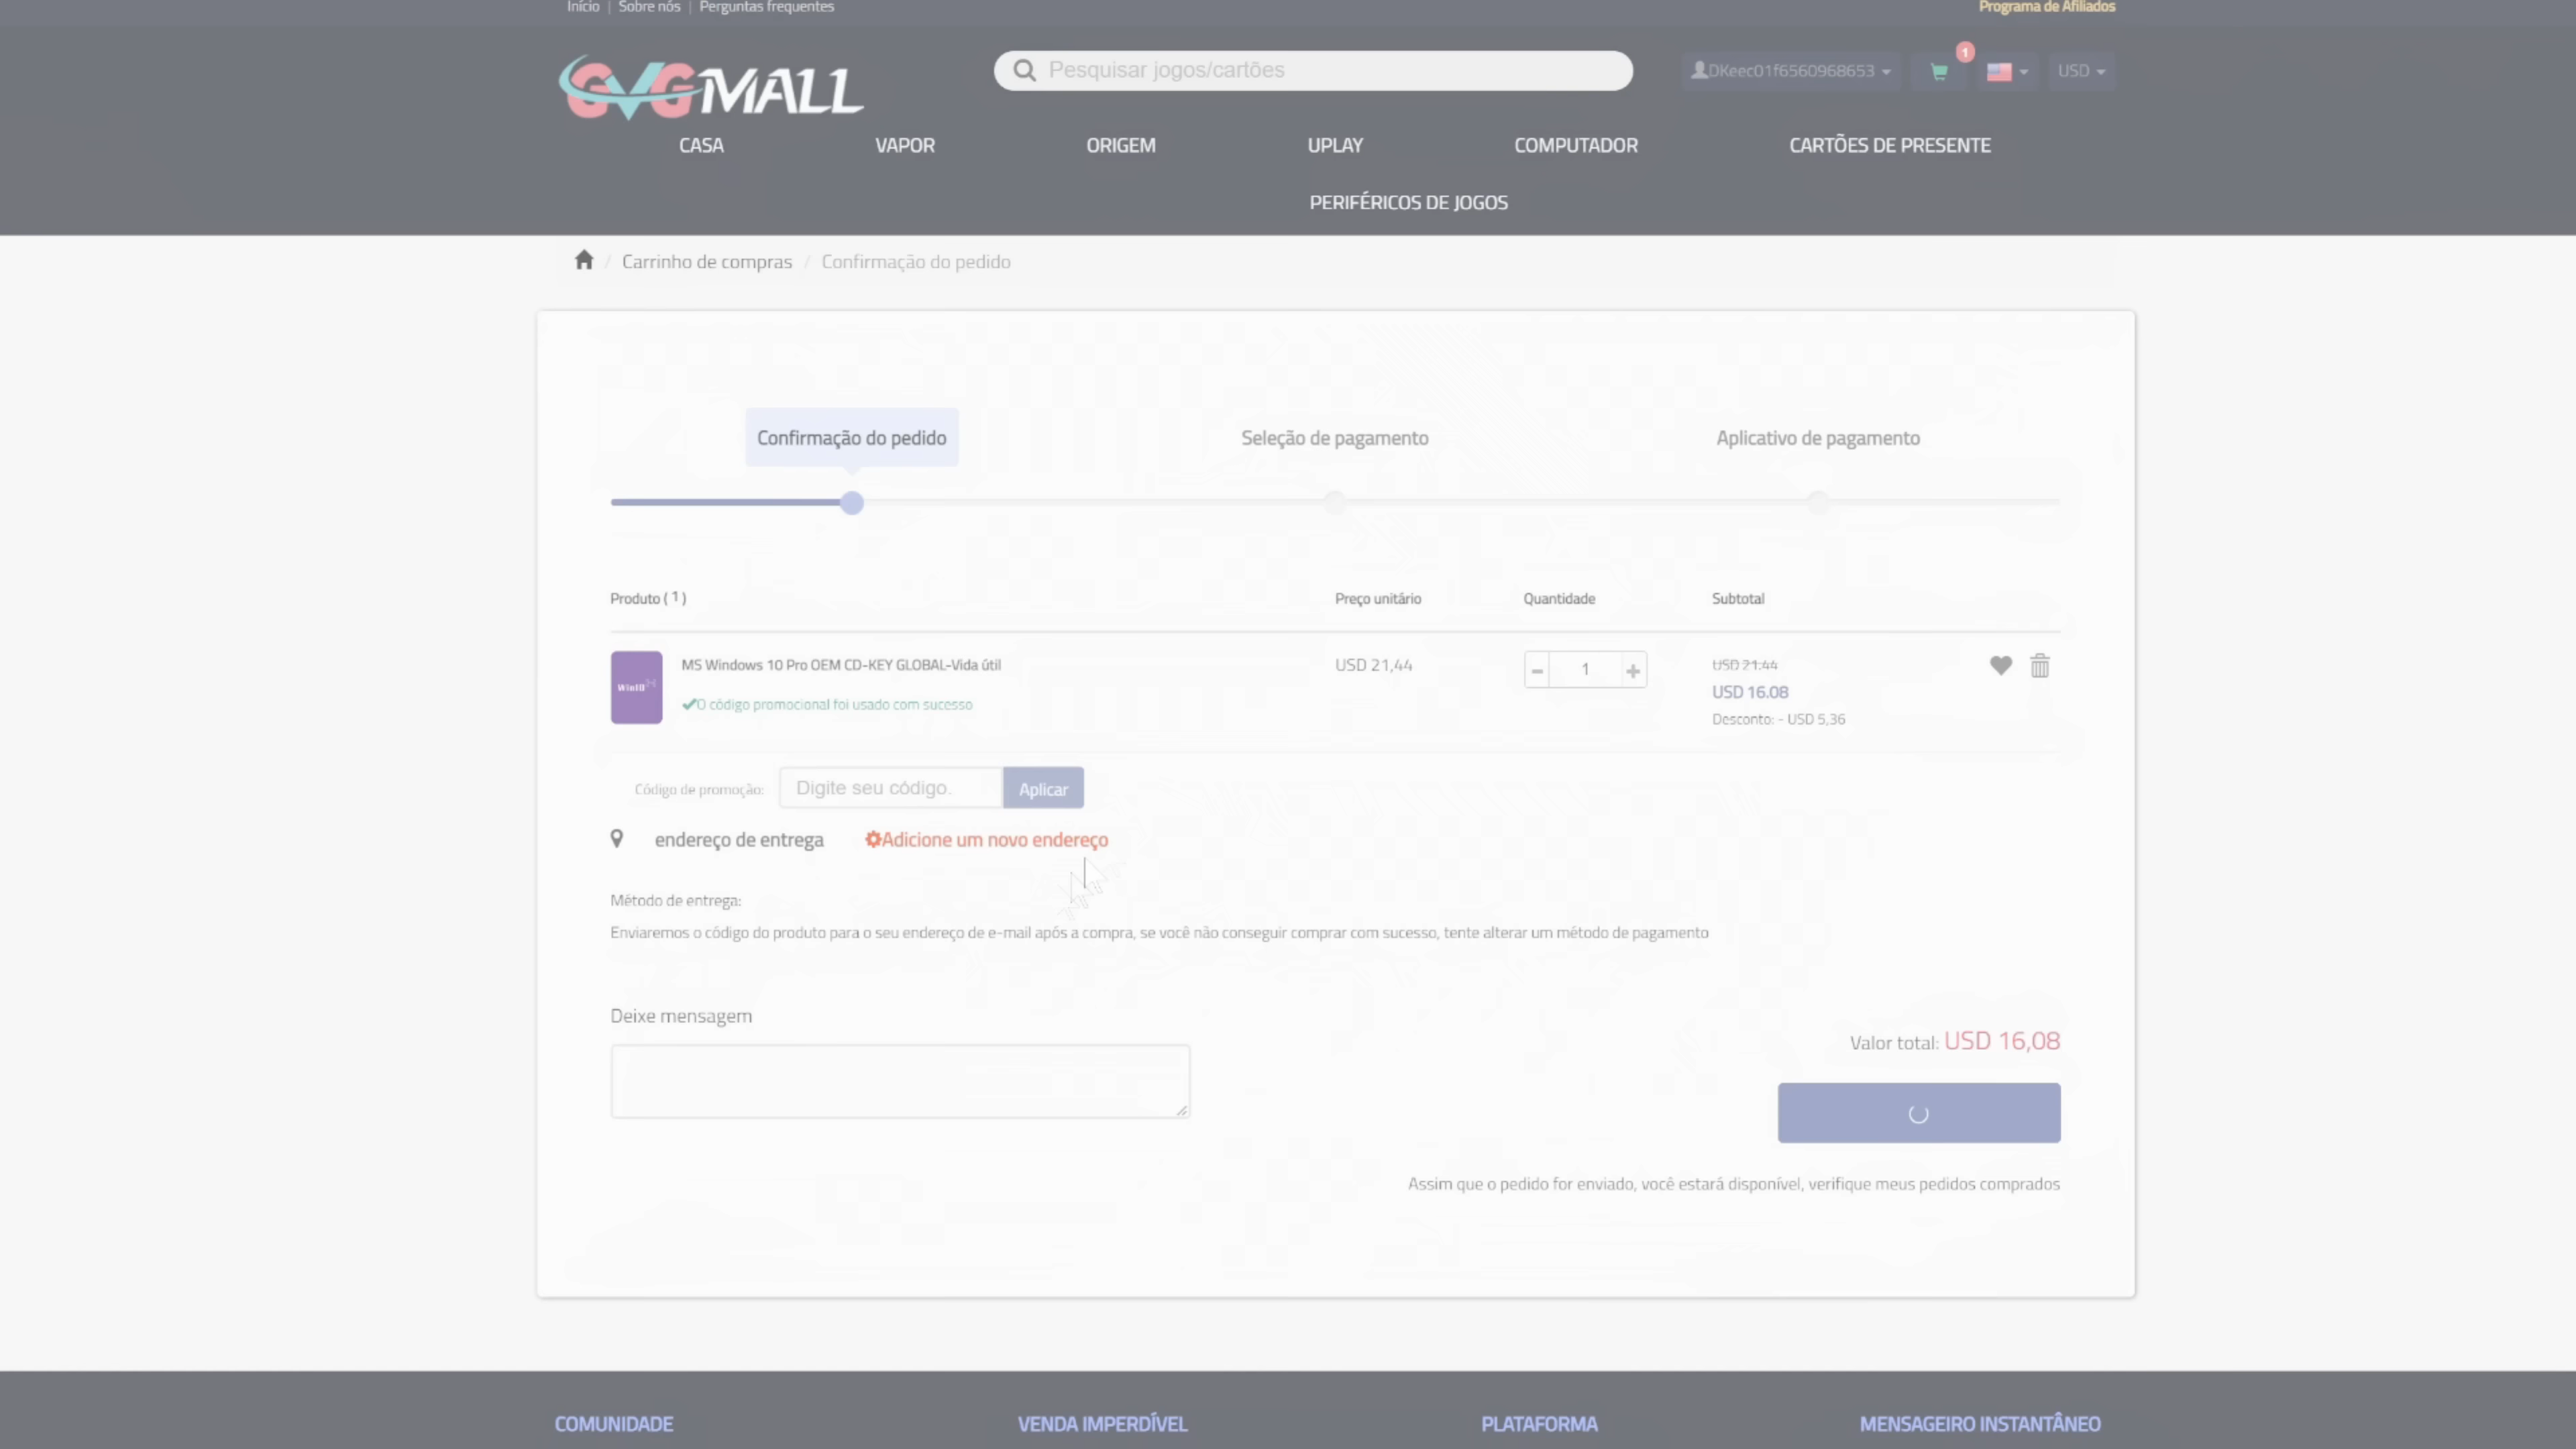 Início | Sobre nós | Perguntas frequentes
Programa de Afiliados
GVGMALL
Pesquisar jogos/cartões
DKeec01f6560968653
1
USD
CASA
VAPOR
ORIGEM
UPLAY
COMPUTADOR
CARTÕES DE PRESENTE
PERIFÉRICOS DE JOGOS
/ Carrinho de compras / Confirmação do pedido
Confirmação do pedido
Seleção de pagamento
Aplicativo de pagamento
Produto ( 1 )
Preço unitário
Quantidade
Subtotal
Win10
MS Windows 10 Pro OEM CD-KEY GLOBAL-Vida útil
USD 21,44
1
USD 21.44
USD 16.08
O código promocional foi usado com sucesso
Desconto: - USD 5,36
Código de promoção:
Digite seu código.
Aplicar
endereço de entrega
Adicione um novo endereço
Método de entrega:
Enviaremos o código do produto para o seu endereço de e-mail após a compra, se você não conseguir comprar com sucesso, tente alterar um método de pagamento
Deixe mensagem
Valor total: USD 16,08
Assim que o pedido for enviado, você estará disponível, verifique meus pedidos comprados
COMUNIDADE
VENDA IMPERDÍVEL
PLATAFORMA
MENSAGEIRO INSTANTÂNEO